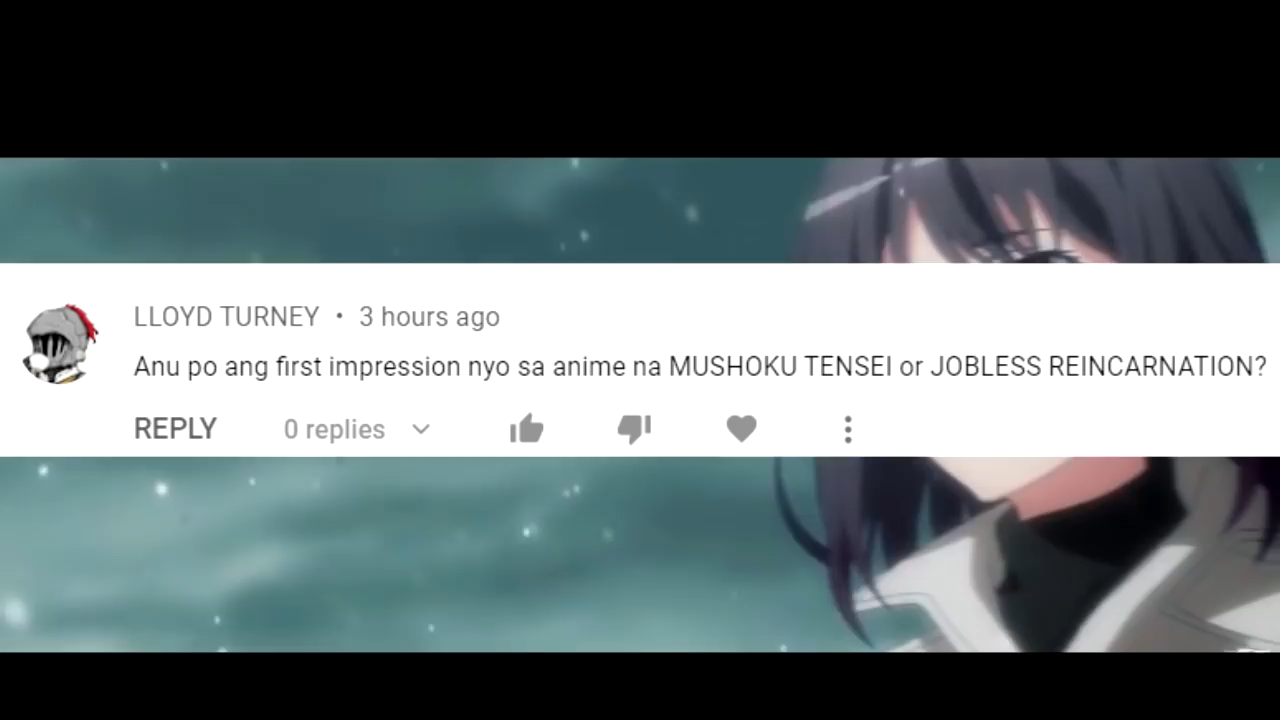 LLOYD TURNEY • 3 hours ago
Anu po ang first impression nyo sa anime na MUSHOKU TENSEI or JOBLESS REINCARNATION?
REPLY 0 replies